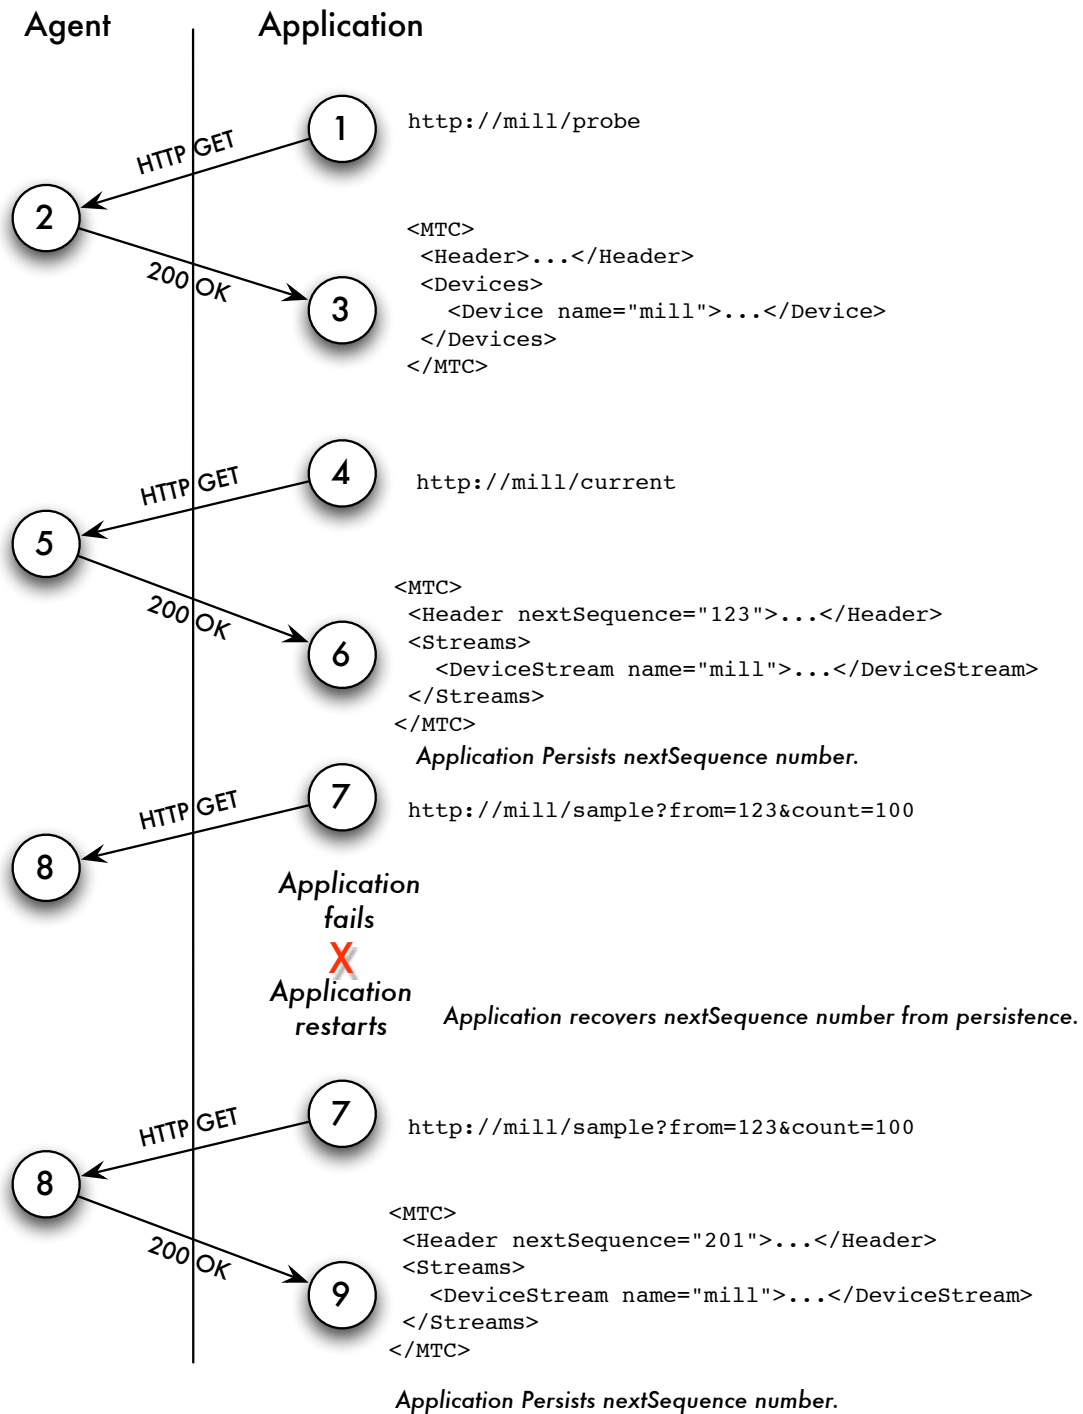 Agent
Application
1
http://mill/probe
HTTP GET
2
<MTC>
<Header>...</Header>
<Devices>
<Device name="mill">...</Device>
</Devices>
</MTC>
200 OK
3
4
http://mill/current
HTTP GET
5
<MTC>
<Header nextSequence="123">...</Header>
<Streams>
<DeviceStream name="mill">...</DeviceStream>
</Streams>
</MTC>
200 OK
6
Application Persists nextSequence number.
7
http://mill/sample?from=123&count=100
HTTP GET
8
Application
fails
X
Application
restarts
Application recovers nextSequence number from persistence.
7
http://mill/sample?from=123&count=100
HTTP GET
8
<MTC>
<Header nextSequence="201">...</Header>
<Streams>
<DeviceStream name="mill">...</DeviceStream>
</Streams>
</MTC>
200 OK
9
Application Persists nextSequence number.